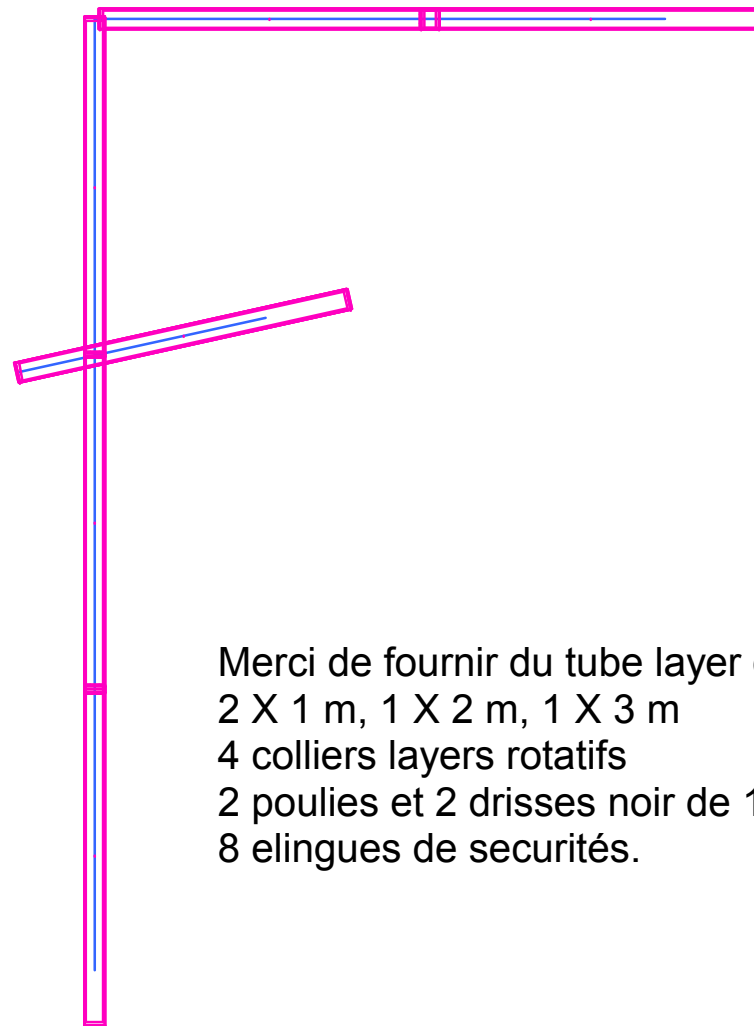 Merci de fournir du tube layer
2 X 1 m, 1 X 2 m, 1 X 3 m
4 colliers layers rotatifs
2 poulies et 2 drisses noir de 1
8 elingues de securités.